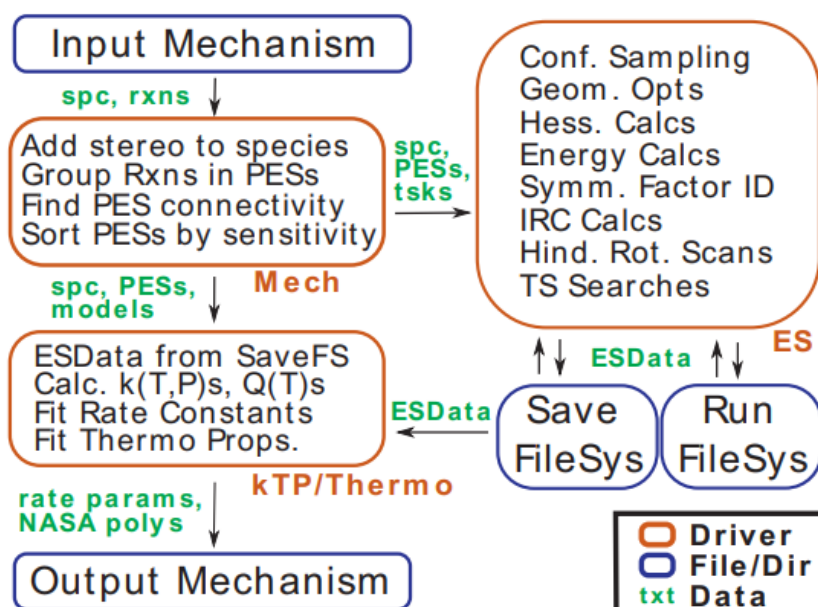 Input Mechanism
spc, rxns
Add stereo to species
Group Rxns in PESs
Find PES connectivity
Sort PESs by sensitivity
Mech
spc,
PESs,
tsks
Conf. Sampling
Geom. Opts
Hess. Calcs
Energy Calcs
Symm. Factor ID
IRC Calcs
Hind. Rot. Scans
TS Searches
ES
spc, PESs,
models
ESData from SaveFS
Calc. k(T,P)s, Q(T)s
Fit Rate Constants
Fit Thermo Props.
kTP/Thermo
ESData
ESData
Save
FileSys
Run
FileSys
rate params,
NASA polys
Output Mechanism
Driver
File/Dir
txt Data